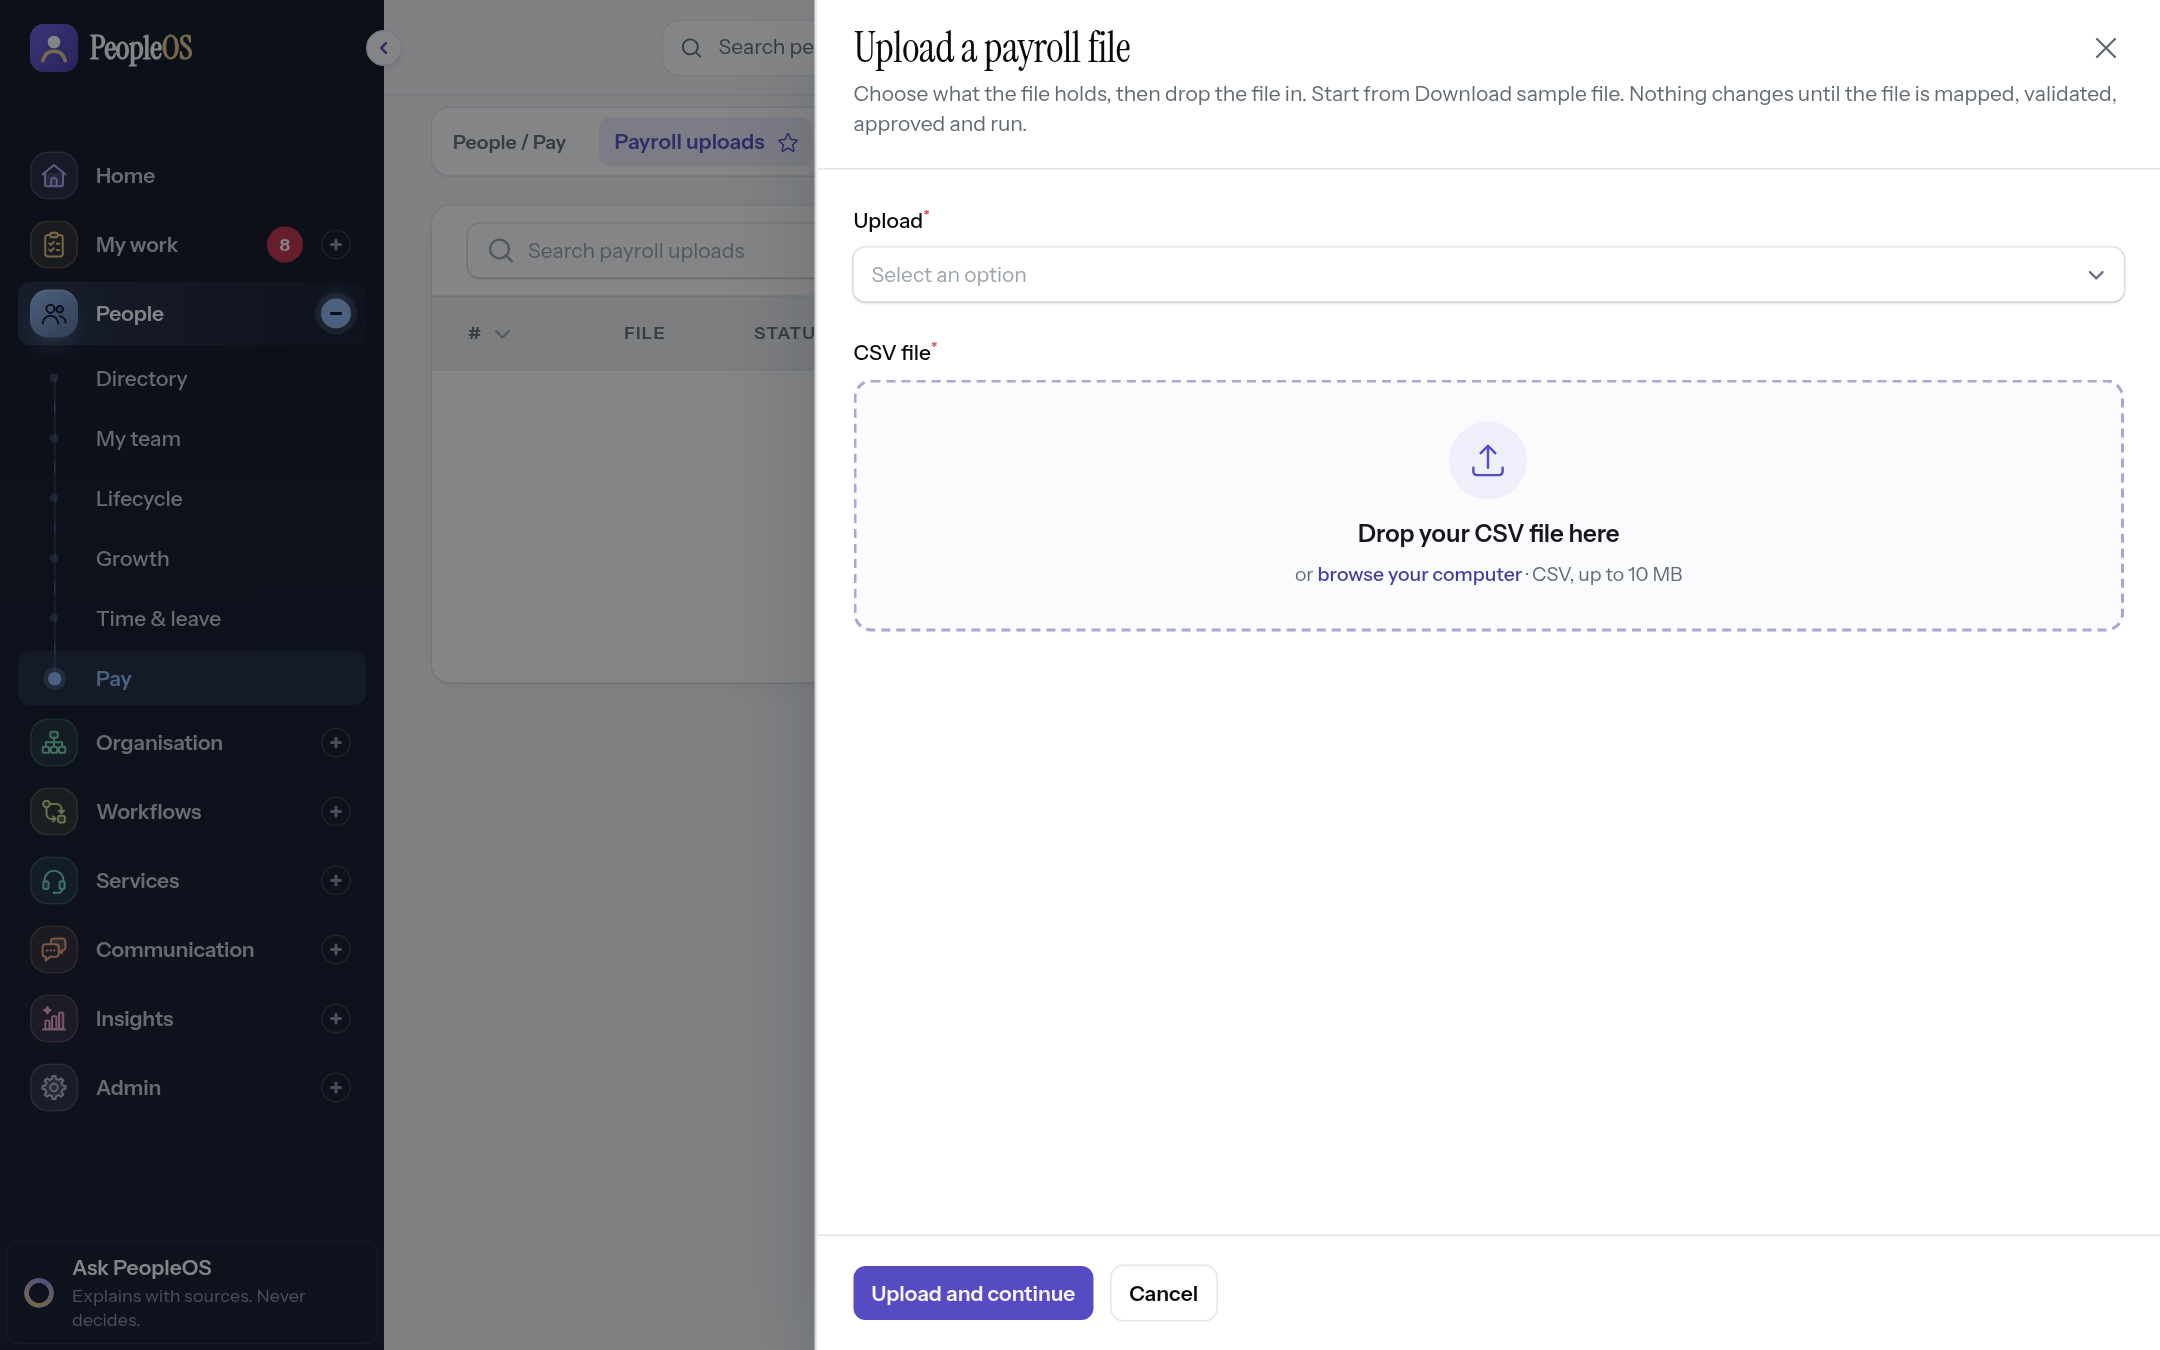 PeopleOS
Home
My work
8
People
Directory
My team
Lifecycle
Growth
Time & leave
Pay
Organisation
Workflows
Services
Communication
Insights
Admin
Ask PeopleOS
Explains with sources. Never
decides.
Search pe
People / Pay
Payroll uploads
Search payroll uploads
# FILE STATU
Upload a payroll file
Choose what the file holds, then drop the file in. Start from Download sample file. Nothing changes until the file is mapped, validated,
approved and run.
Upload*
Select an option
CSV file*
Drop your CSV file here
or browse your computer · CSV, up to 10 MB
Upload and continue
Cancel